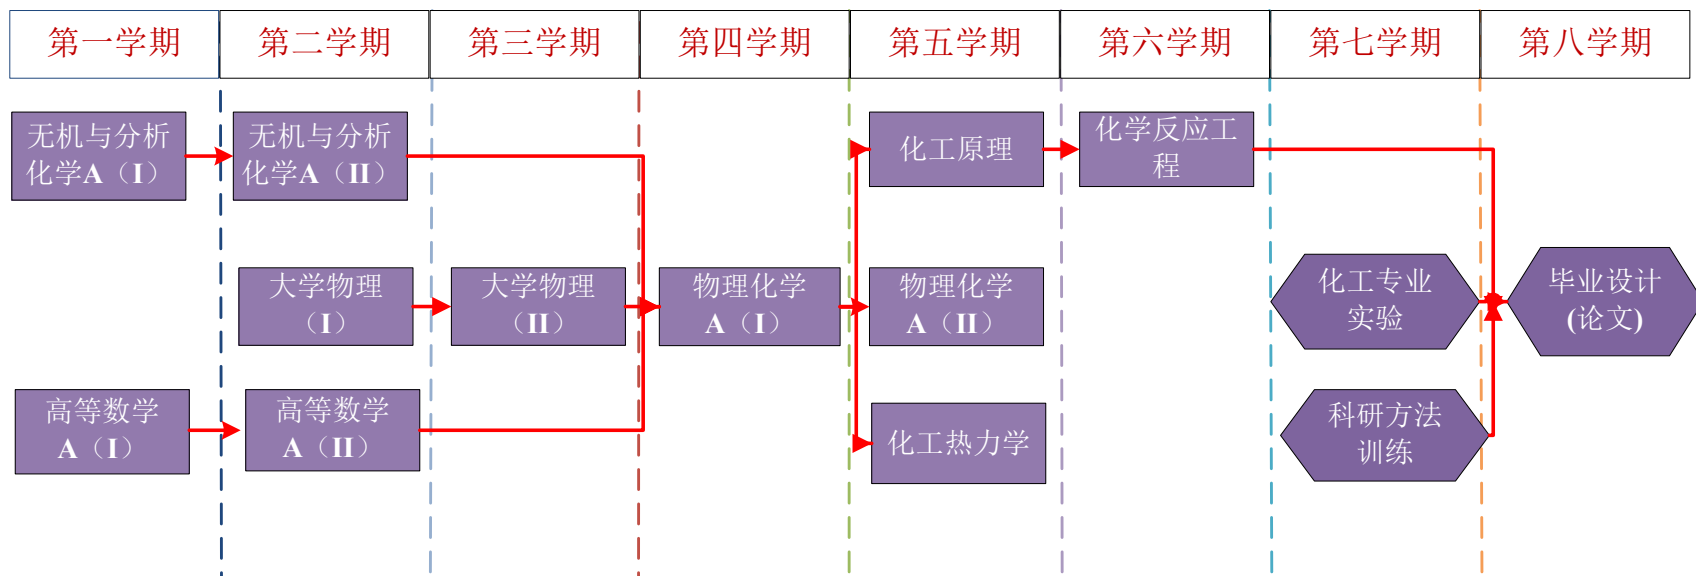 第一学期
第二学期
第三学期
第四学期
第五学期
第六学期
第七学期
第八学期
无机与分析
化学A（I）
无机与分析
化学A（II）
化工原理
化学反应工
程
大学物理
（I）
大学物理
（II）
物理化学
A（I）
物理化学
A（II）
化工专业
实验
毕业设计
(论文)
高等数学
A（I）
高等数学
A（II）
化工热力学
科研方法
训练